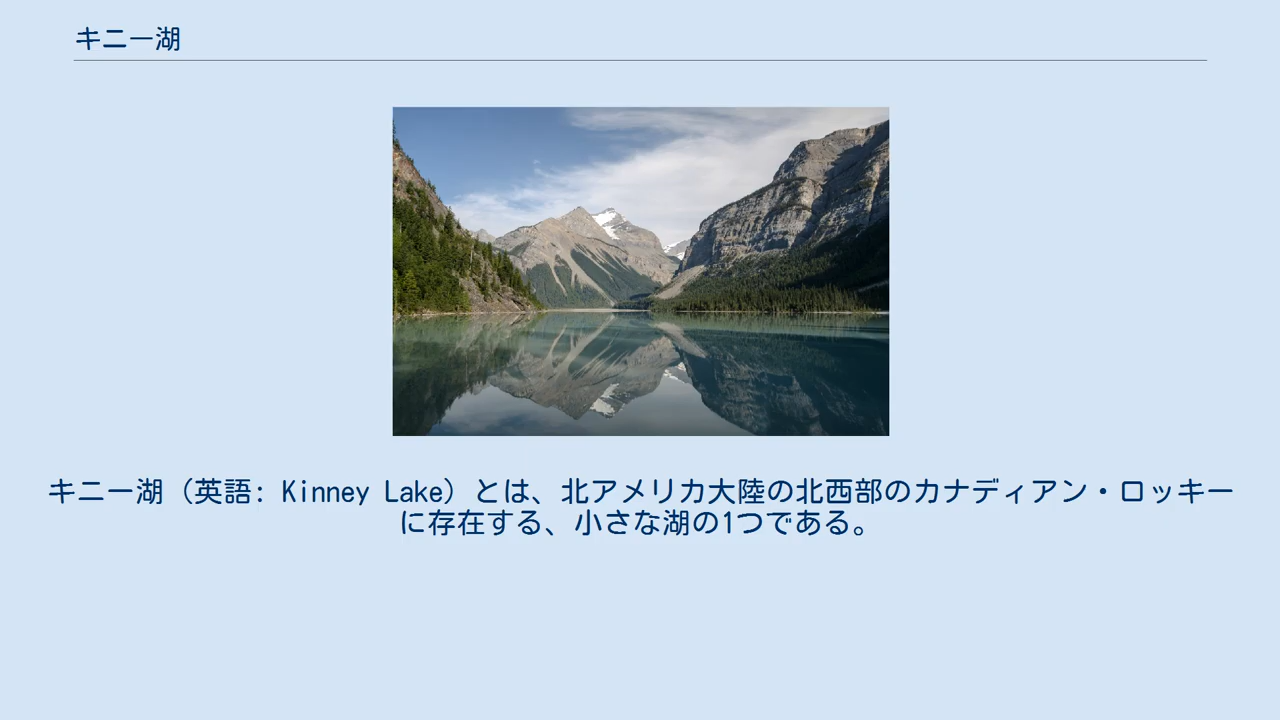 キニー湖
キニー湖（英語: Kinney Lake）とは、北アメリカ大陸の北西部のカナディアン・ロッキー
に存在する、小さな湖の1つである。